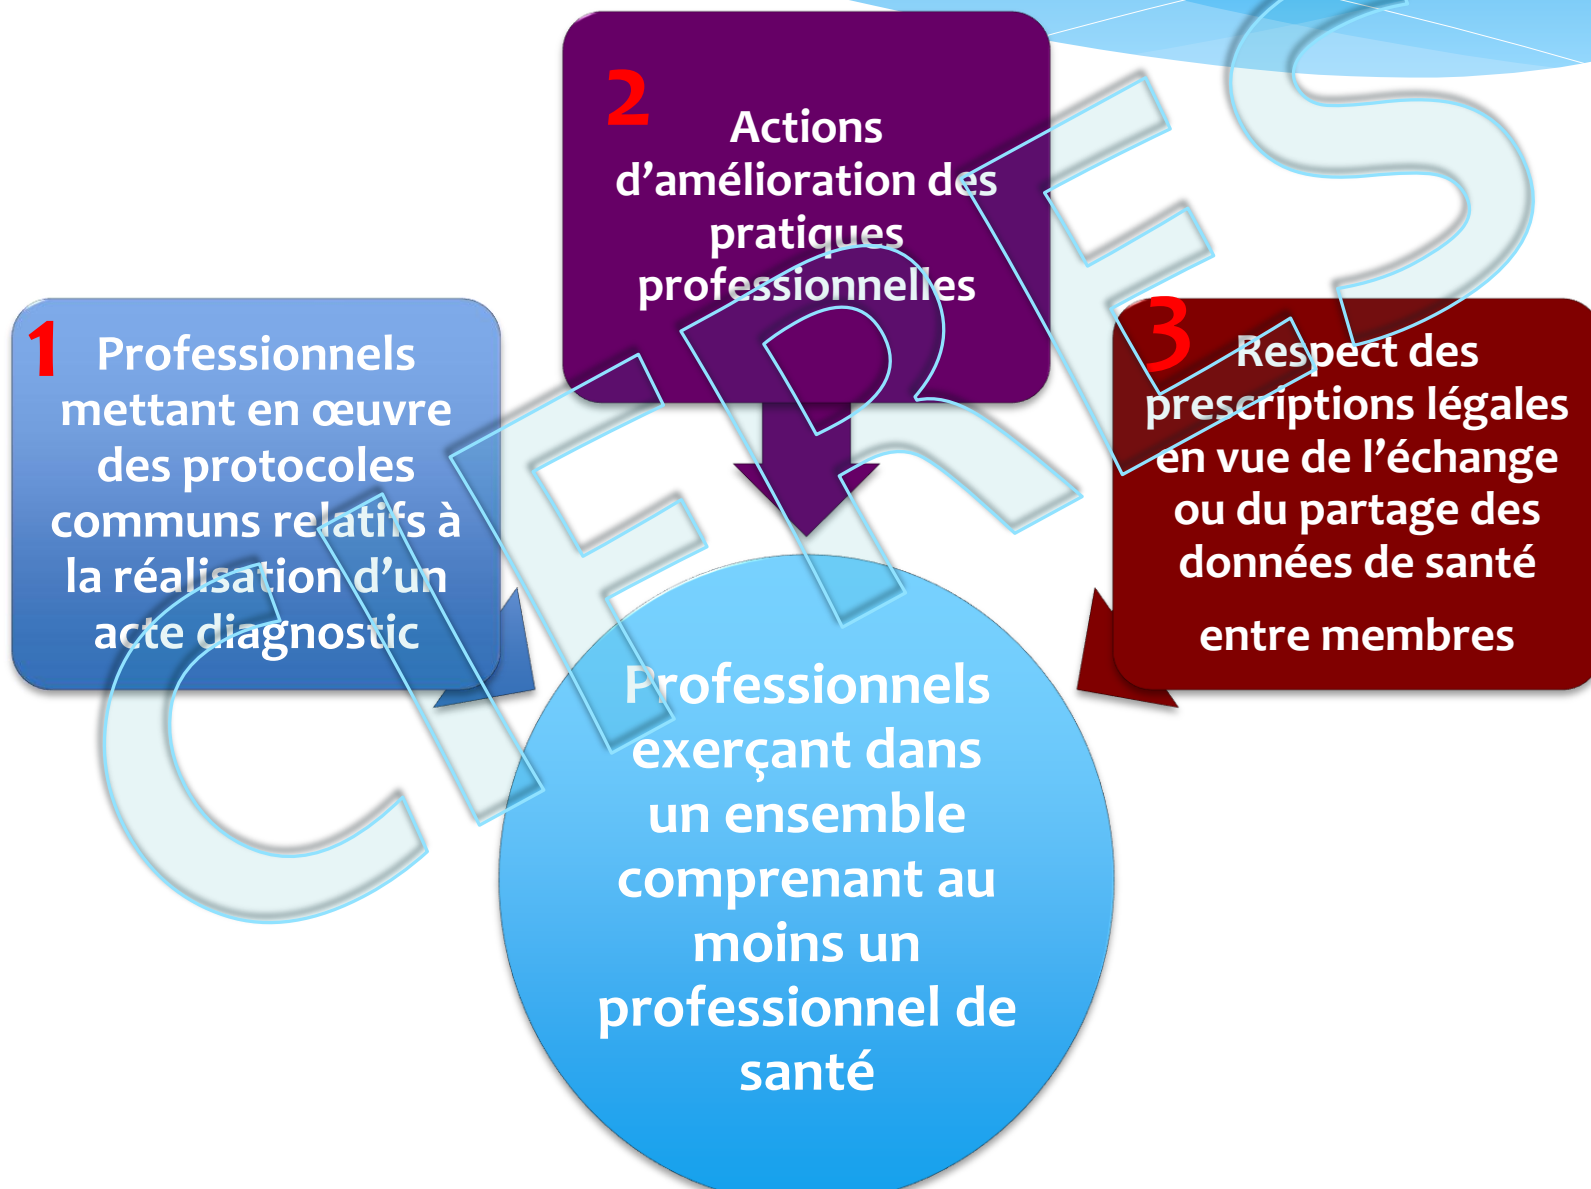 1
Professionnels
mettant en œuvre
des protocoles
communs relatifs à
la réalisation d’un
acte diagnostic
2
Actions
d’amélioration des
pratiques
professionnelles
3
Respect des
prescriptions légales
en vue de l’échange
ou du partage des
données de santé
entre membres
Professionnels
exerçant dans
un ensemble
comprenant au
moins un
professionnel de
santé
CIFRES